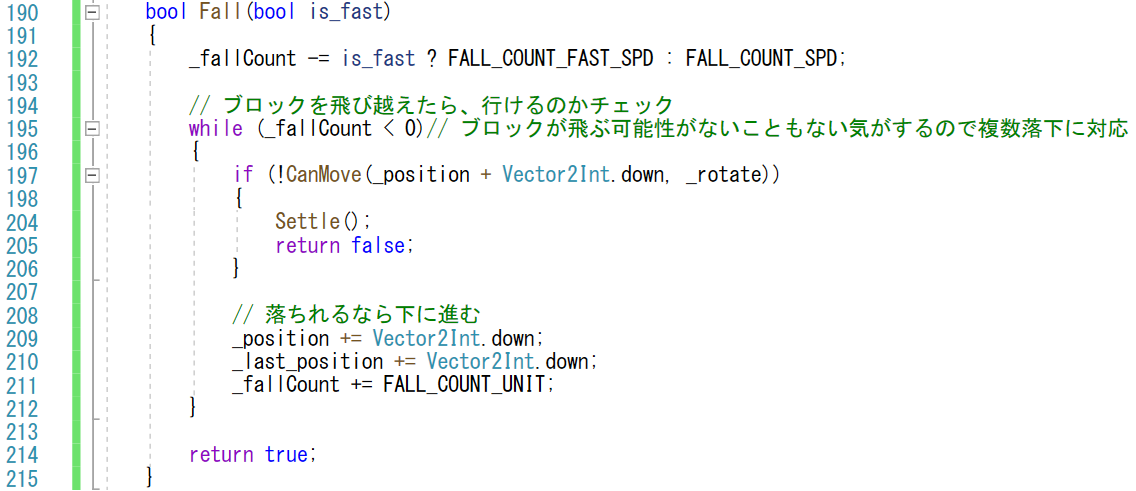 190 bool Fall(bool is_fast)
191 {
192 _fallCount -= is_fast ? FALL_COUNT_FAST_SPD : FALL_COUNT_SPD;
193
194 // ブロックを飛び越えたら、行けるのかチェック
195 while (_fallCount < 0)// ブロックが飛ぶ可能性がないこともない気がするので複数落下に対応
196 {
197 if (!CanMove(_position + Vector2Int.down, _rotate))
198 {
204 Settle();
205 return false;
206 }
207
208 // 落ちれるなら下に進む
209 _position += Vector2Int.down;
210 _last_position += Vector2Int.down;
211 _fallCount += FALL_COUNT_UNIT;
212 }
213
214 return true;
215 }